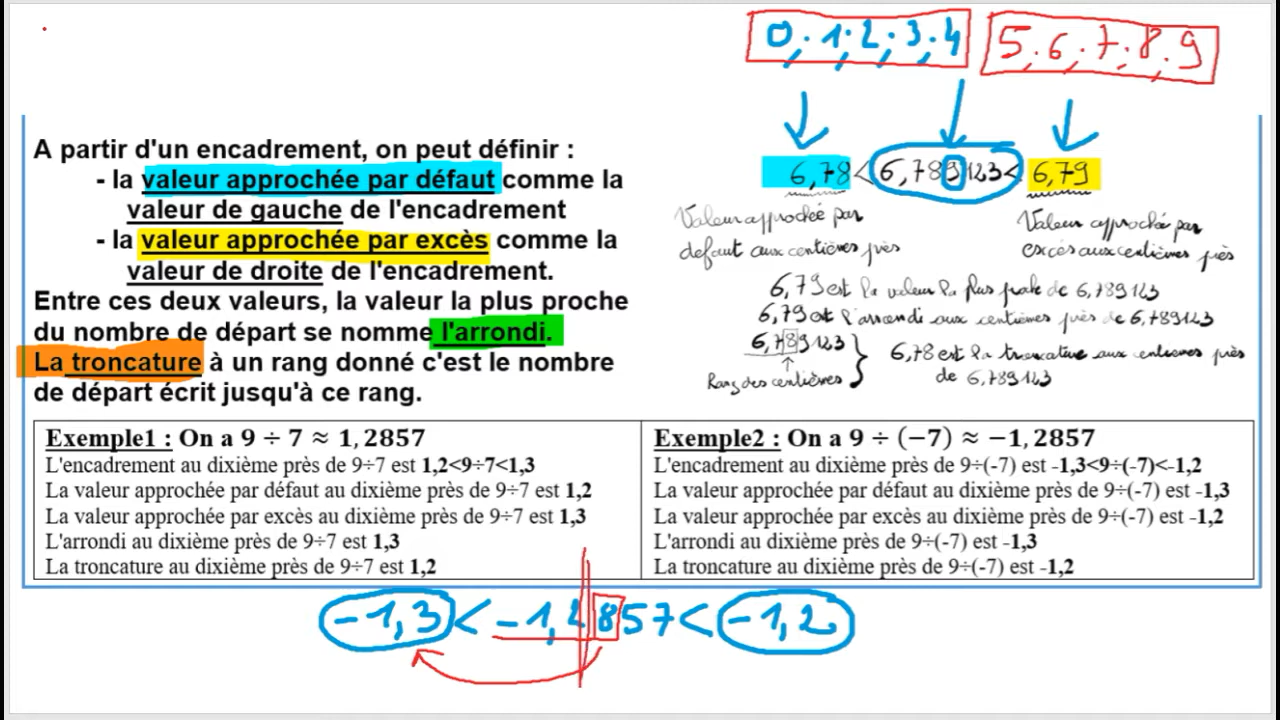 0 . 1 . 2 . 3 . 4 5 . 6 . 7 . 8 . 9
A partir d'un encadrement, on peut définir :
- la valeur approchée par défaut comme la
valeur de gauche de l'encadrement
- la valeur approchée par excès comme la
valeur de droite de l'encadrement.
Entre ces deux valeurs, la valeur la plus proche
du nombre de départ se nomme l'arrondi.
La troncature à un rang donné c'est le nombre
de départ écrit jusqu'à ce rang.
6,78 < 6,789123 < 6,79
Valeur approchée par
défaut aux centièmes près
Valeur approchée par
excès aux centièmes près
6,79 est la valeur la plus proche de 6,789123
6,79 est l'arrondi aux centièmes près de 6,789123
6,789123
Rang des centièmes
6,78 est la troncature aux centièmes près
de 6,789123
Exemple1 : On a 9 ÷ 7 ≈ 1,2857
L'encadrement au dixième près de 9÷7 est 1,2<9÷7<1,3
La valeur approchée par défaut au dixième près de 9÷7 est 1,2
La valeur approchée par excès au dixième près de 9÷7 est 1,3
L'arrondi au dixième près de 9÷7 est 1,3
La troncature au dixième près de 9÷7 est 1,2
Exemple2 : On a 9 ÷ (−7) ≈ −1,2857
L'encadrement au dixième près de 9÷(-7) est -1,3<9÷(-7)<-1,2
La valeur approchée par défaut au dixième près de 9÷(-7) est -1,3
La valeur approchée par excès au dixième près de 9÷(-7) est -1,2
L'arrondi au dixième près de 9÷(-7) est -1,3
La troncature au dixième près de 9÷(-7) est -1,2
-1,3 < -1,2857 < -1,2